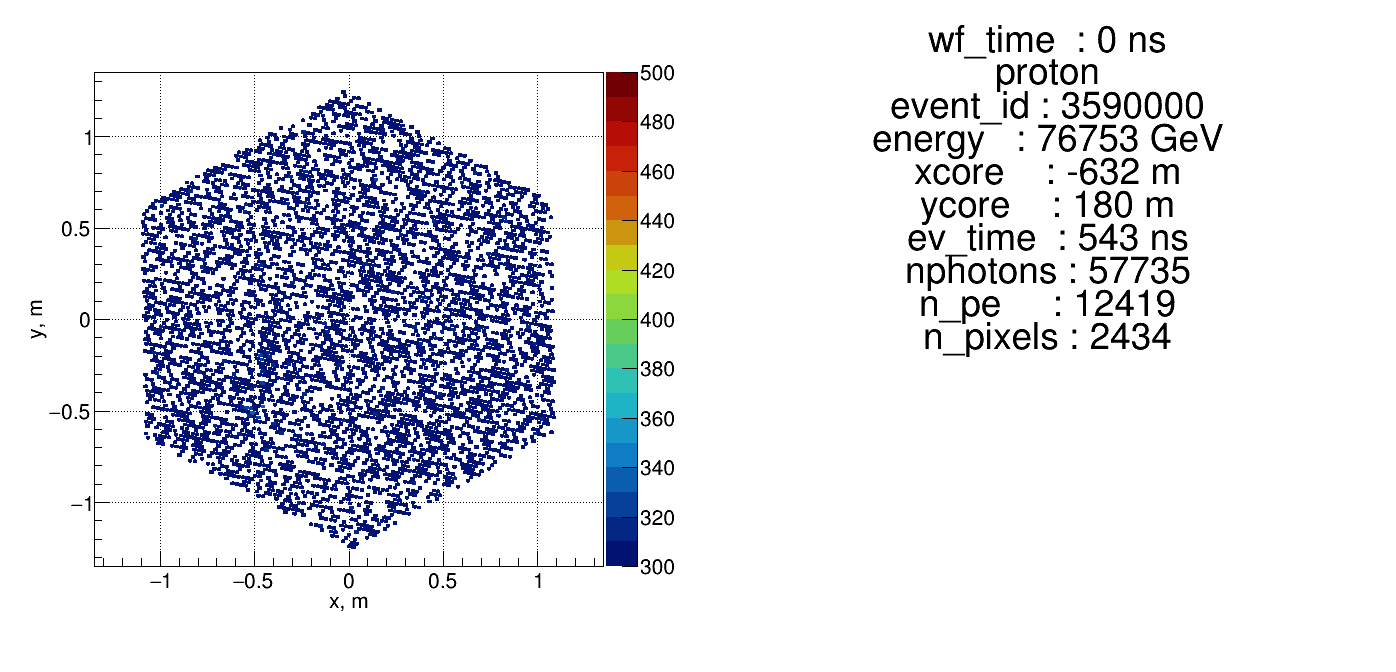 wf_time : 0 ns
proton
event_id : 3590000
energy : 76753 GeV
xcore : -632 m
ycore : 180 m
ev_time : 543 ns
nphotons : 57735
n_pe : 12419
n_pixels : 2434
1
0.5
0
−0.5
−1
y, m
−1 −0.5 0 0.5 1
x, m
500
480
460
440
420
400
380
360
340
320
300